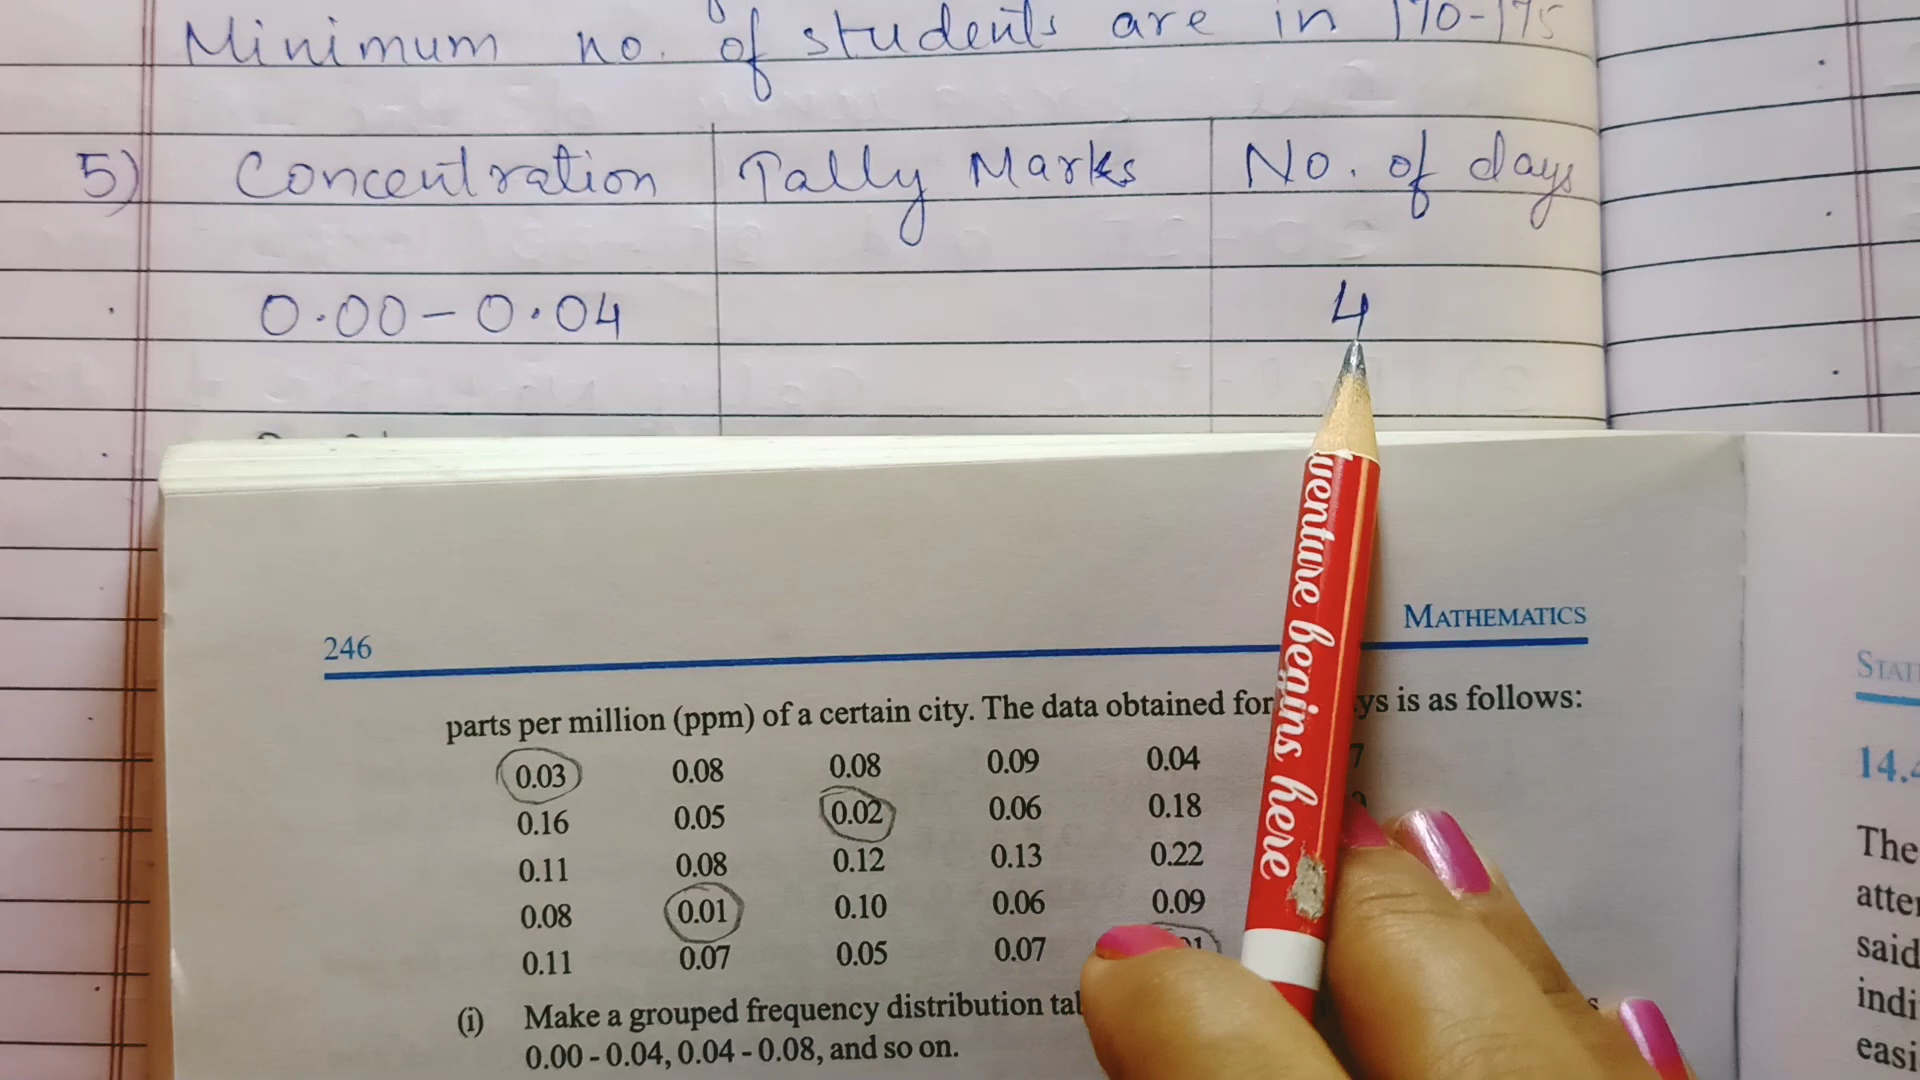 Minimum no. of students are in 170-175
5) Concentration Tally Marks No. of days
0.00 - 0.04 4
246 MATHEMATICS
parts per million (ppm) of a certain city. The data obtained for ys is as follows:
0.03 0.08 0.08 0.09 0.04 7
0.16 0.05 0.02 0.06 0.18
0.11 0.08 0.12 0.13 0.22
0.08 0.01 0.10 0.06 0.09
0.11 0.07 0.05 0.07 01
(i) Make a grouped frequency distribution tal
0.00 - 0.04, 0.04 - 0.08, and so on.
venture begins here
STAT
14.4
The
atte
said
indi
easi